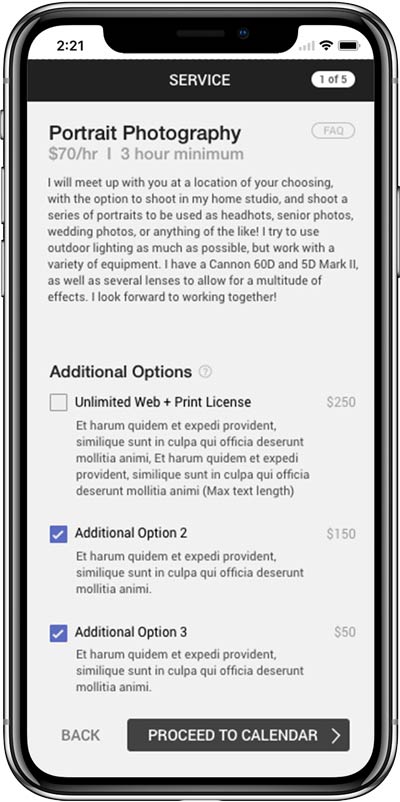 2:21
SERVICE
1 of 5
Portrait Photography
FAQ
$70/hr | 3 hour minimum
I will meet up with you at a location of your choosing,
with the option to shoot in my home studio, and shoot a
series of portraits to be used as headhots, senior photos,
wedding photos, or anything of the like! I try to use
outdoor lighting as much as possible, but work with a
variety of equipment. I have a Cannon 60D and 5D Mark II,
as well as several lenses to allow for a multitude of
effects. I look forward to working together!
Additional Options ?
Unlimited Web + Print License $250
Et harum quidem et expedi provident,
similique sunt in culpa qui officia deserunt
mollitia animi, Et harum quidem et expedi
provident, similique sunt in culpa qui officia
deserunt mollitia animi (Max text length)
Additional Option 2 $150
Et harum quidem et expedi provident,
similique sunt in culpa qui officia deserunt
mollitia animi.
Additional Option 3 $50
Et harum quidem et expedi provident,
similique sunt in culpa qui officia deserunt
mollitia animi.
BACK
PROCEED TO CALENDAR